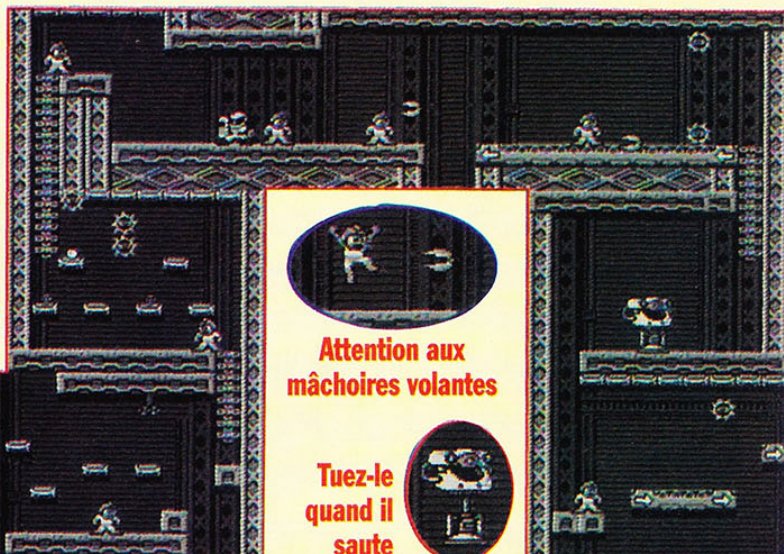 Attention aux
mâchoires volantes
Tuez-le
quand il
saute